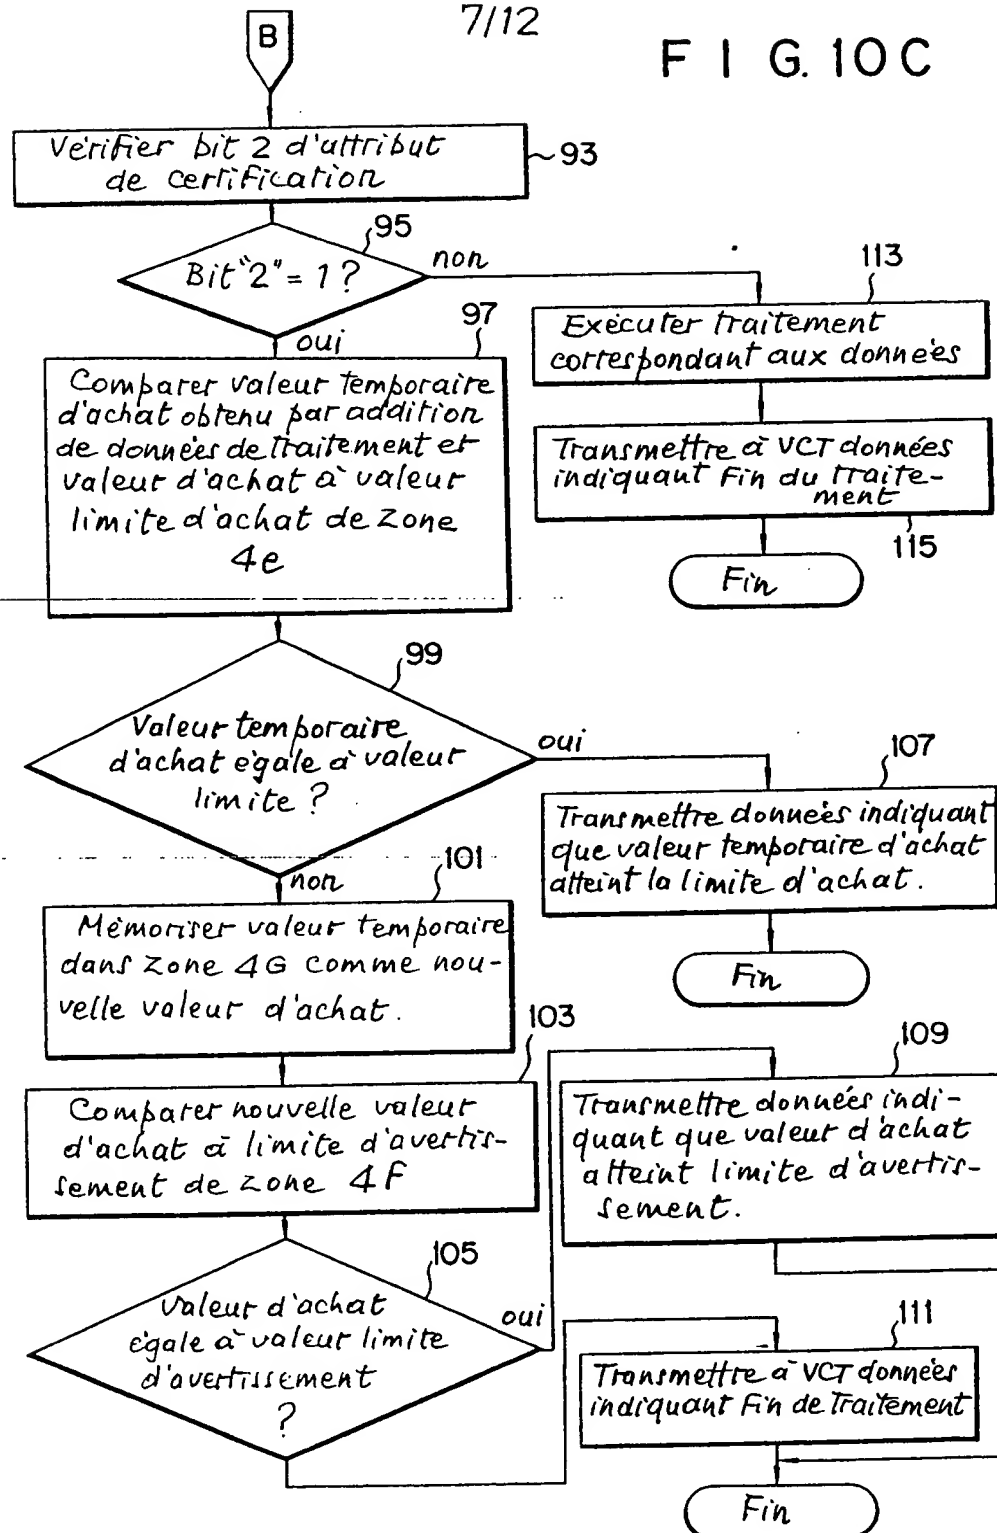 7/12
F I G. 10C
B
Vérifier bit 2 d'attribut
de certification
93
95
Bit "2" = 1 ?
non
oui
97
Comparer valeur temporaire
d'achat obtenu par addition
de données de traitement et
valeur d'achat à valeur
limite d'achat de zone
4e
113
Exécuter traitement
correspondant aux données
Transmettre à VCT données
indiquant Fin du traite-
ment
115
Fin
99
Valeur temporaire
d'achat égale à valeur
limite ?
oui
non
107
Transmettre données indiquant
que valeur temporaire d'achat
atteint la limite d'achat.
Fin
101
Mémoriser valeur temporaire
dans zone 4G comme nou-
velle valeur d'achat.
103
Comparer nouvelle valeur
d'achat à limite d'avertis-
sement de zone 4F
105
Valeur d'achat
égale à valeur limite
d'avertissement
?
oui
109
Transmettre données indi-
quant que valeur d'achat
atteint limite d'avertis-
sement.
111
Transmettre à VCT données
indiquant Fin de Traitement
Fin